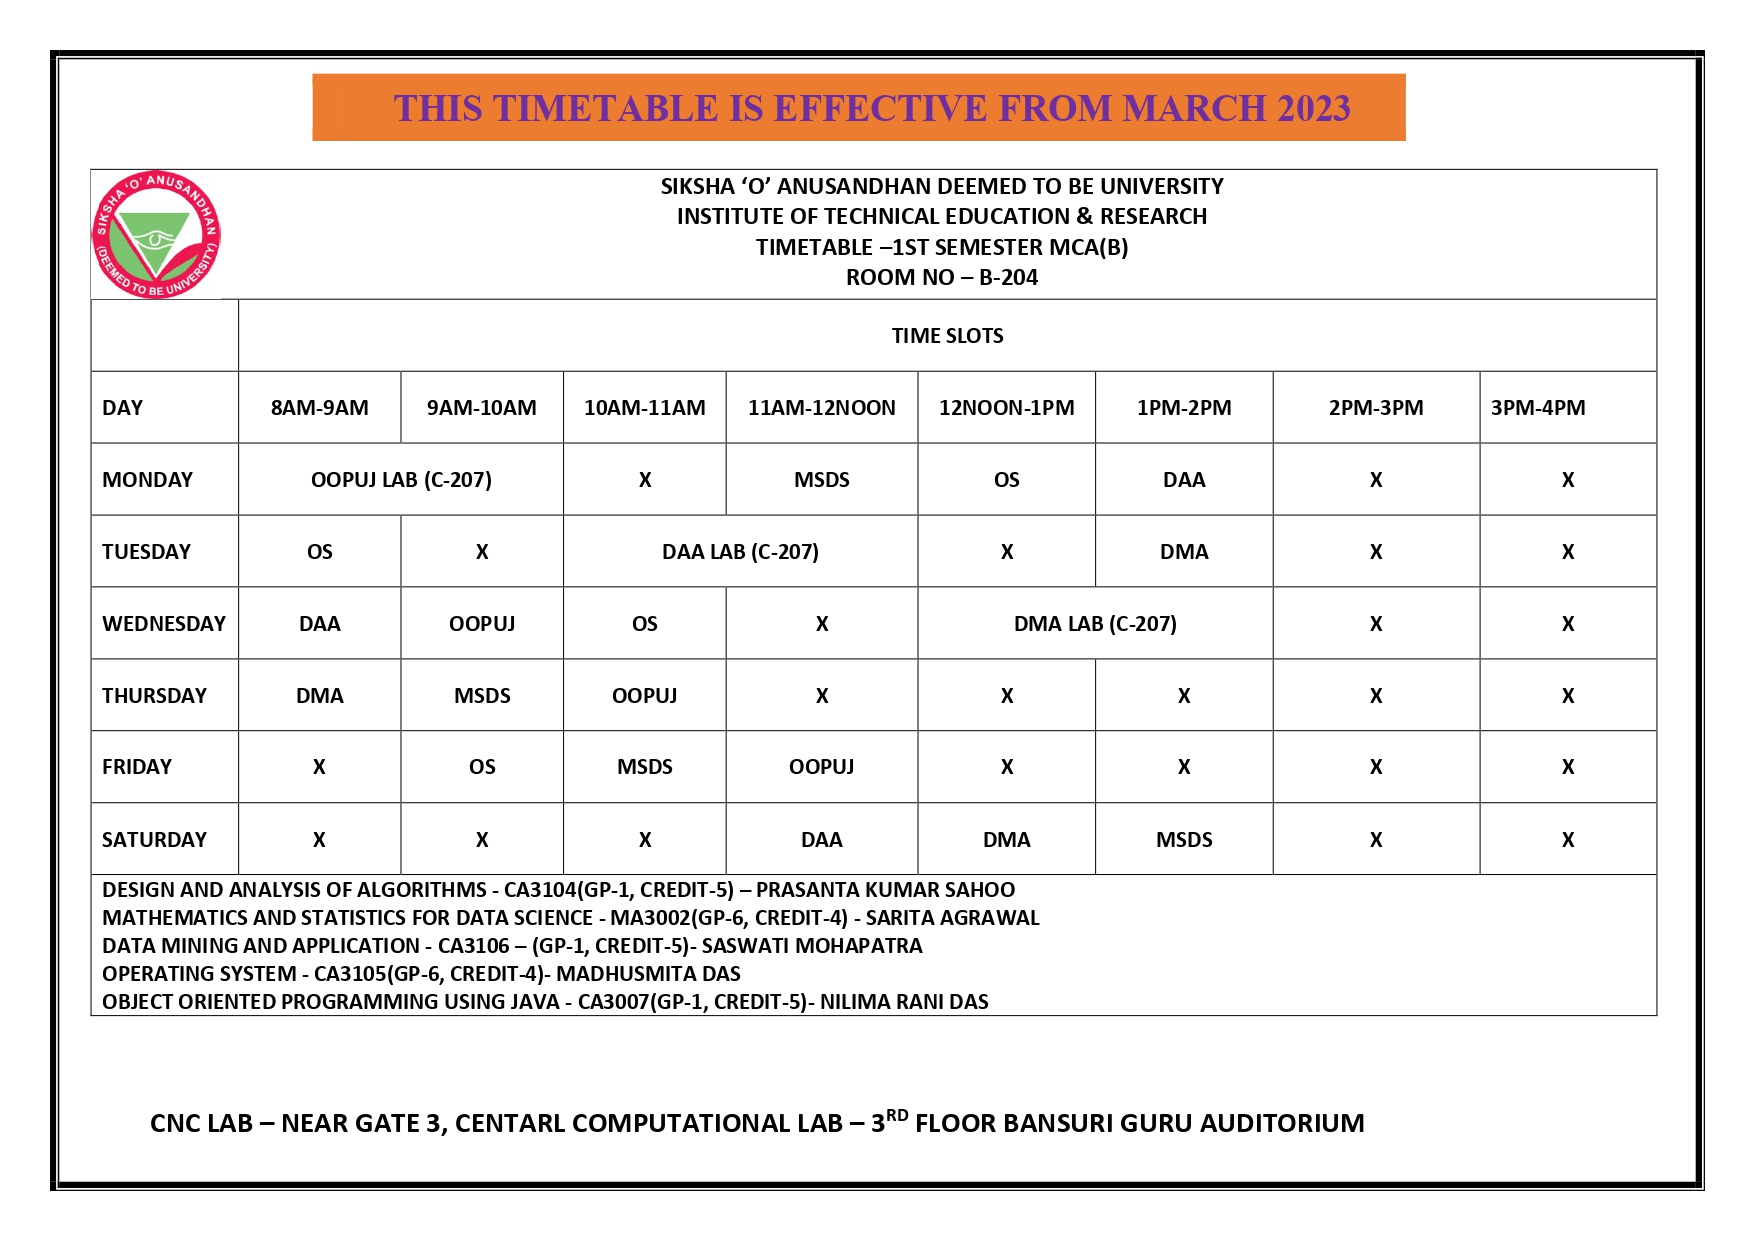 THIS TIMETABLE IS EFFECTIVE FROM MARCH 2023
SIKSHA 'O' ANUSANDHAN
(DEEMED TO BE UNIVERSITY)
SIKSHA ‘O’ ANUSANDHAN DEEMED TO BE UNIVERSITY
INSTITUTE OF TECHNICAL EDUCATION & RESEARCH
TIMETABLE –1ST SEMESTER MCA(B)
ROOM NO – B-204
TIME SLOTS
DAY 8AM-9AM 9AM-10AM 10AM-11AM 11AM-12NOON 12NOON-1PM 1PM-2PM 2PM-3PM 3PM-4PM
MONDAY OOPUJ LAB (C-207) X MSDS OS DAA X X
TUESDAY OS X DAA LAB (C-207) X DMA X X
WEDNESDAY DAA OOPUJ OS X DMA LAB (C-207) X X
THURSDAY DMA MSDS OOPUJ X X X X X
FRIDAY X OS MSDS OOPUJ X X X X
SATURDAY X X X DAA DMA MSDS X X
DESIGN AND ANALYSIS OF ALGORITHMS - CA3104(GP-1, CREDIT-5) – PRASANTA KUMAR SAHOO
MATHEMATICS AND STATISTICS FOR DATA SCIENCE - MA3002(GP-6, CREDIT-4) - SARITA AGRAWAL
DATA MINING AND APPLICATION - CA3106 – (GP-1, CREDIT-5)- SASWATI MOHAPATRA
OPERATING SYSTEM - CA3105(GP-6, CREDIT-4)- MADHUSMITA DAS
OBJECT ORIENTED PROGRAMMING USING JAVA - CA3007(GP-1, CREDIT-5)- NILIMA RANI DAS
CNC LAB – NEAR GATE 3, CENTARL COMPUTATIONAL LAB – 3RD FLOOR BANSURI GURU AUDITORIUM